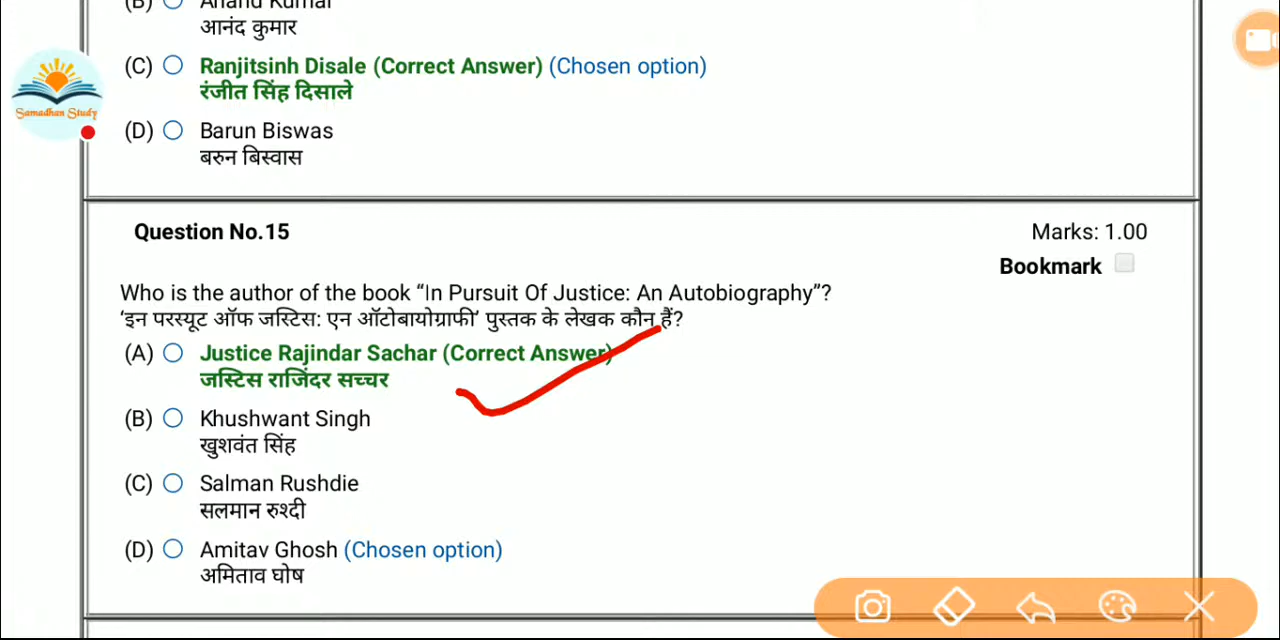 (B) Anand Kumar
आनंद कुमार
(C) Ranjitsinh Disale (Correct Answer) (Chosen option)
रंजीत सिंह दिसाले
Samadhan Study
(D) Barun Biswas
बरुन बिस्वास
Question No.15 Marks: 1.00
Bookmark
Who is the author of the book “In Pursuit Of Justice: An Autobiography”?
‘इन परस्यूट ऑफ जस्टिस: एन ऑटोबायोग्राफी’ पुस्तक के लेखक कौन हैं?
(A) Justice Rajindar Sachar (Correct Answer)
जस्टिस राजिंदर सच्चर
(B) Khushwant Singh
खुशवंत सिंह
(C) Salman Rushdie
सलमान रुश्दी
(D) Amitav Ghosh (Chosen option)
अमिताव घोष